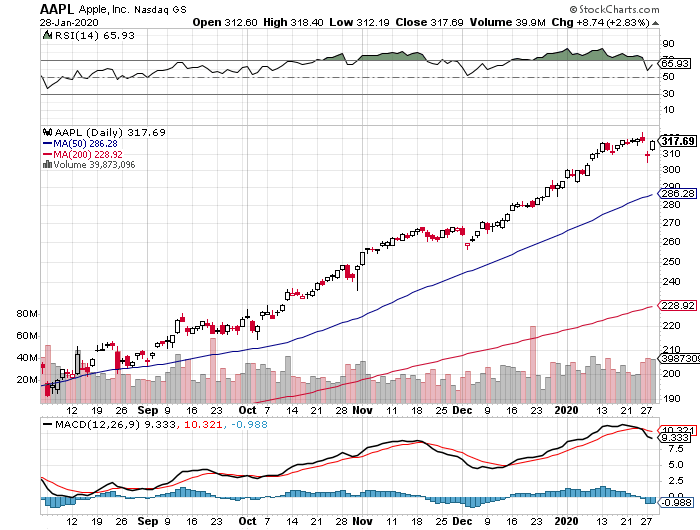 AAPL Apple, Inc. Nasdaq GS © StockCharts.com
28-Jan-2020 Open 312.60 High 318.40 Low 312.19 Close 317.69 Volume 39.9M Chg +8.74 (+2.83%)
RSI(14) 65.93
90
70
65.93
50
30
10
AAPL (Daily) 317.69
MA(50) 286.28
MA(200) 228.92
Volume 39,873,096
317.69
310
300
290
286.28
280
270
260
250
240
228.92
220
210
200
190
80M
60M
40M
20M
3987309
12 19 26 Sep 9 16 23 Oct 7 14 21 28 Nov 11 18 25 Dec 9 16 23 2020 13 21 27
MACD(12,26,9) 9.333, 10.321, -0.988
10.321
9.333
7.5
5.0
2.5
0.0
-0.988
12 19 26 Sep 9 16 23 Oct 7 14 21 28 Nov 11 18 25 Dec 9 16 23 2020 13 21 27